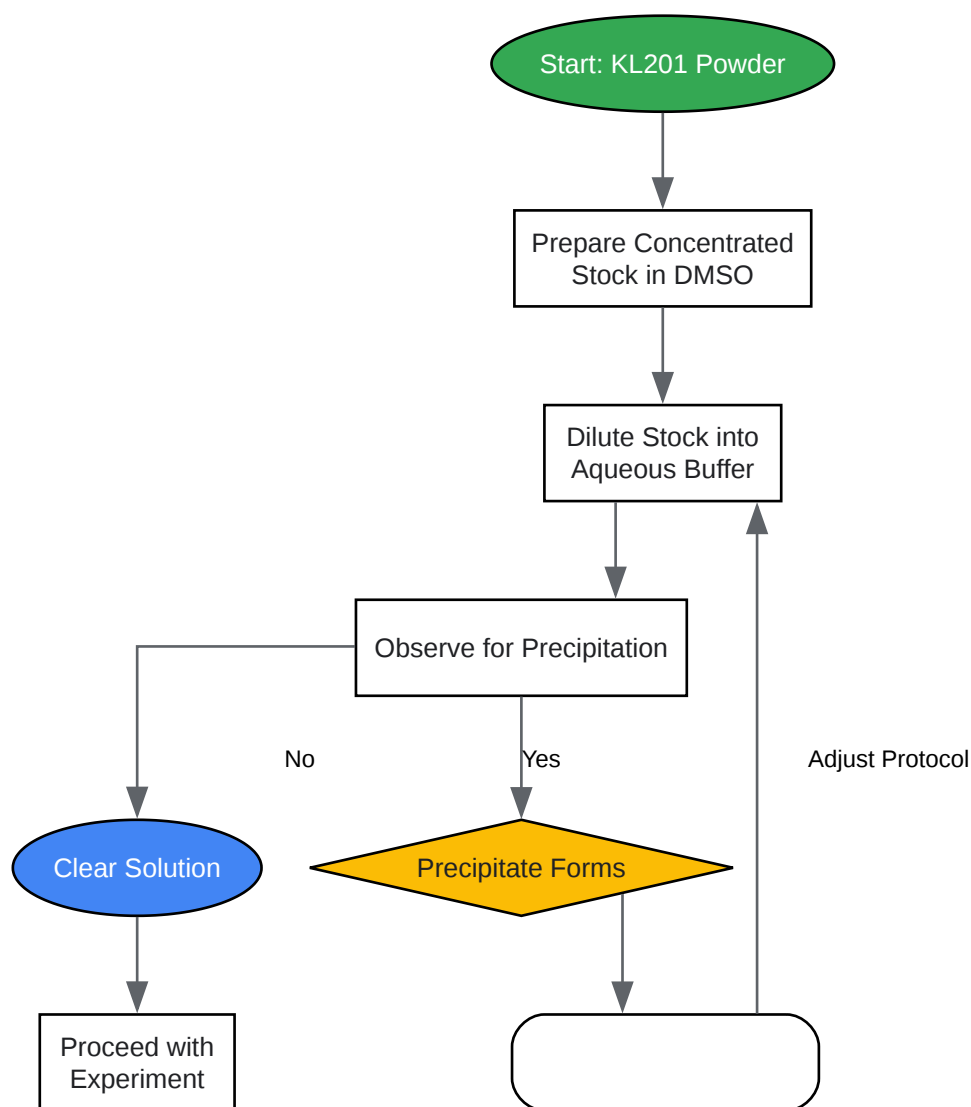 Start: KL201 Powder
Prepare Concentrated
Stock in DMSO
Dilute Stock into
Aqueous Buffer
Observe for Precipitation
No
Yes
Adjust Protocol
Clear Solution
Precipitate Forms
Proceed with
Experiment